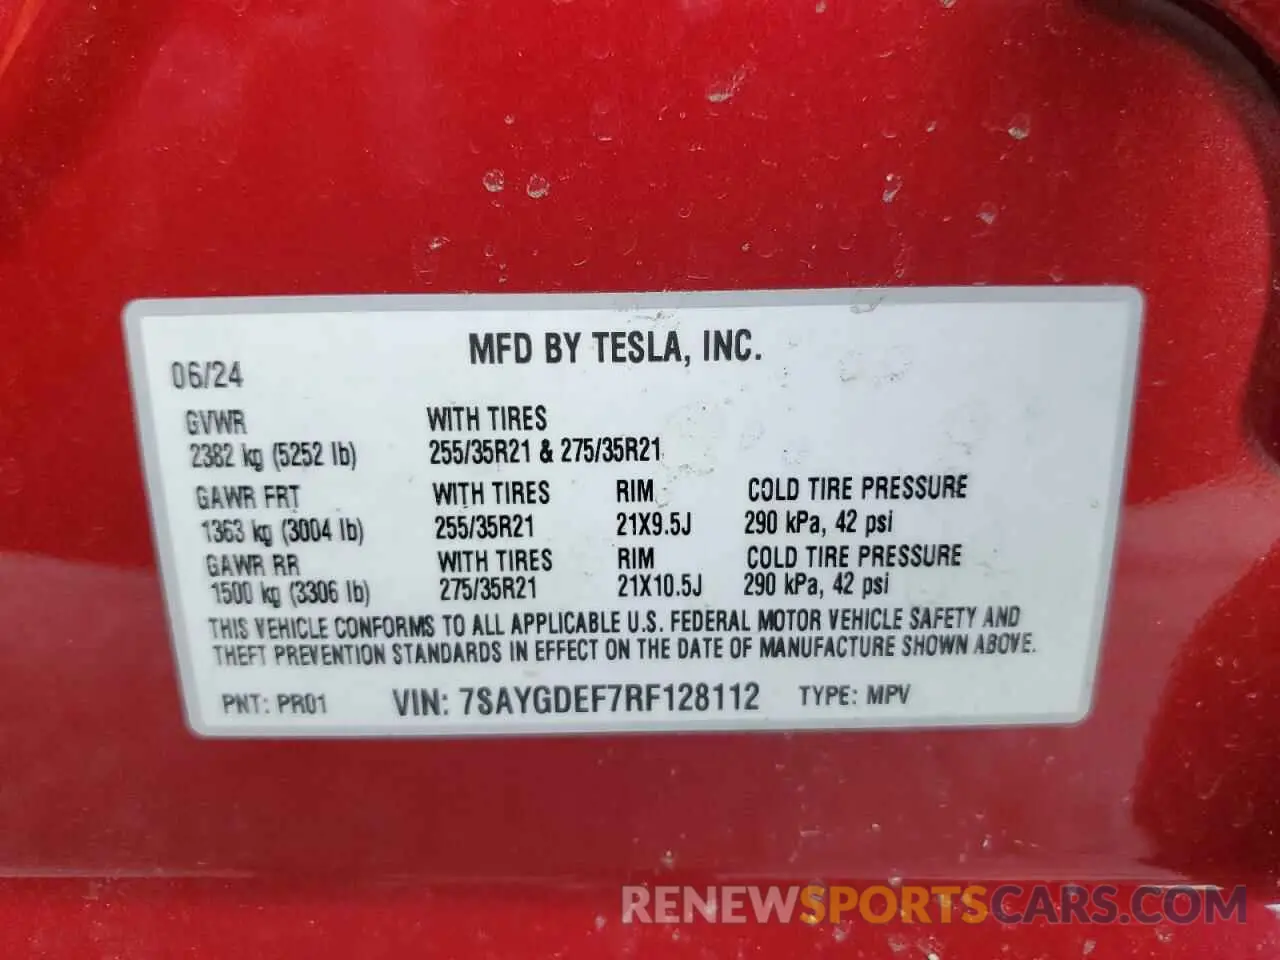 MFD BY TESLA, INC.
06/24
GVWR WITH TIRES
2382 kg (5252 lb) 255/35R21 & 275/35R21
GAWR FRT WITH TIRES RIM COLD TIRE PRESSURE
1363 kg (3004 lb) 255/35R21 21X9.5J 290 kPa, 42 psi
GAWR RR WITH TIRES RIM COLD TIRE PRESSURE
1500 kg (3306 lb) 275/35R21 21X10.5J 290 kPa, 42 psi
THIS VEHICLE CONFORMS TO ALL APPLICABLE U.S. FEDERAL MOTOR VEHICLE SAFETY AND
THEFT PREVENTION STANDARDS IN EFFECT ON THE DATE OF MANUFACTURE SHOWN ABOVE.
PNT: PR01 VIN: 7SAYGDEF7RF128112 TYPE: MPV
RENEWSPORTSCARS.COM